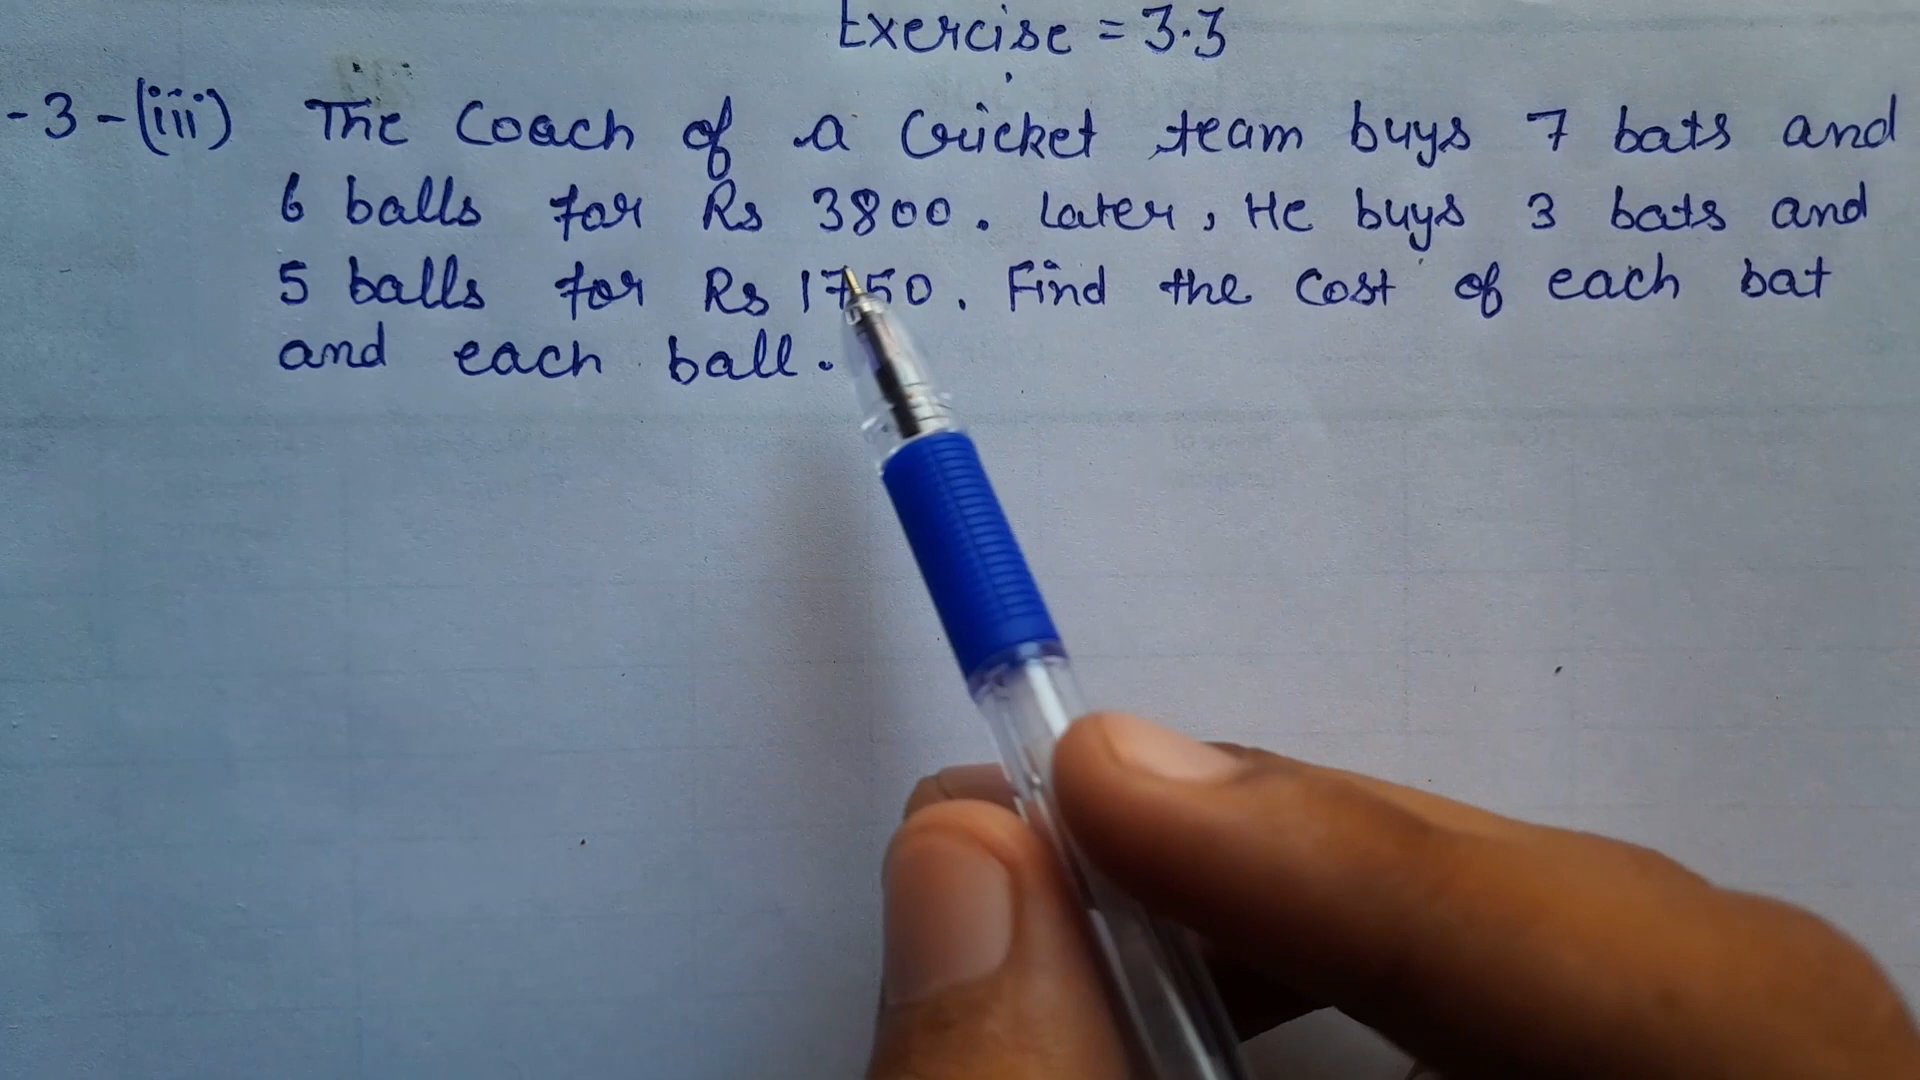 Exercise = 3.3
-3-(iii) The Coach of a Cricket team buys 7 bats and
6 balls for Rs 3800. Later, He buys 3 bats and
5 balls for Rs 1750. Find the Cost of each bat
and each ball.